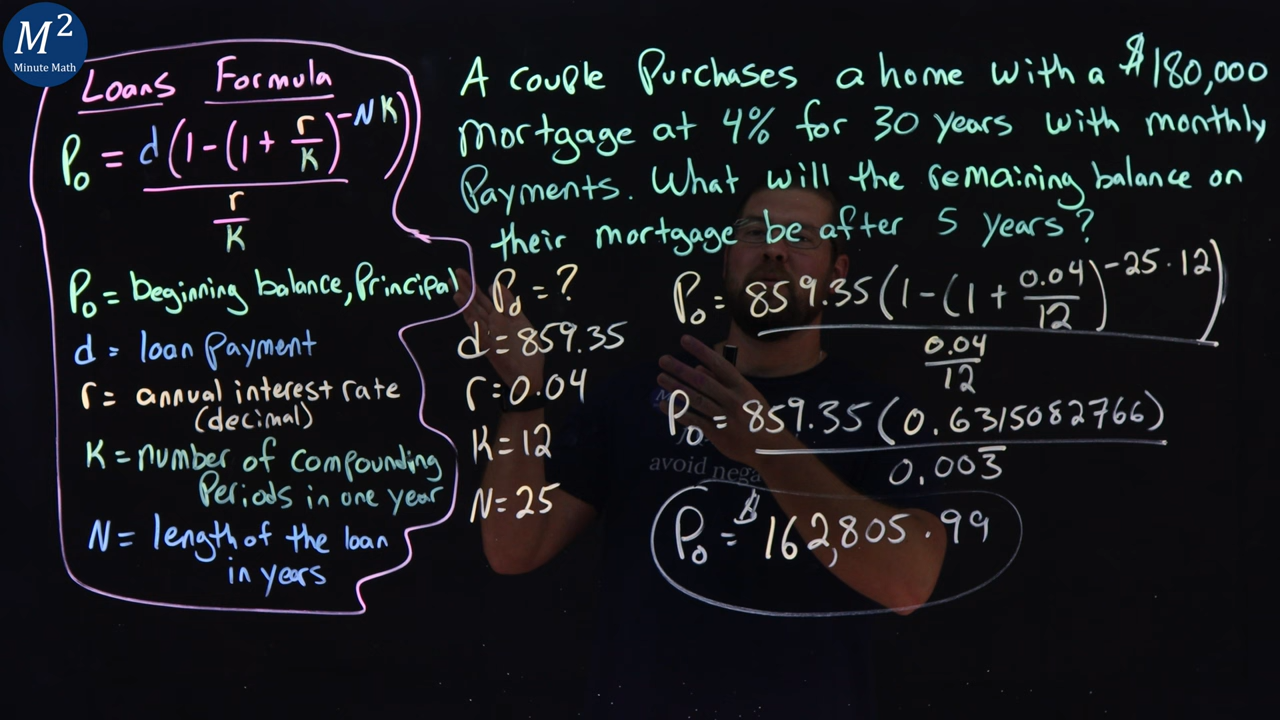 M²
Minute Math
Loans Formula
P₀ = d(1-(1+ r/K)^-NK) / (r/K)
P₀ = beginning balance, Principal
d = loan payment
r = annual interest rate
(decimal)
K = number of compounding
Periods in one year
N = length of the loan
in years
A couple Purchases a home with a $180,000
mortgage at 4% for 30 years with monthly
Payments. What will the remaining balance on
their mortgage be after 5 years?
P₀ = ?
d = 859.35
r = 0.04
K = 12
N = 25
P₀ = 859.35(1-(1+ 0.04/12)^-25·12) / (0.04/12)
P₀ = 859.35(0.6315082766) / 0.003̅
P₀ = $162,805.99
avoid nega